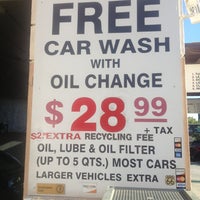 FREE
CAR WASH
WITH
OIL CHANGE
$28.99
+ TAX
$2 EXTRA RECYCLING FEE
OIL, LUBE & OIL FILTER
(UP TO 5 QTS.) MOST CARS
LARGER VEHICLES EXTRA